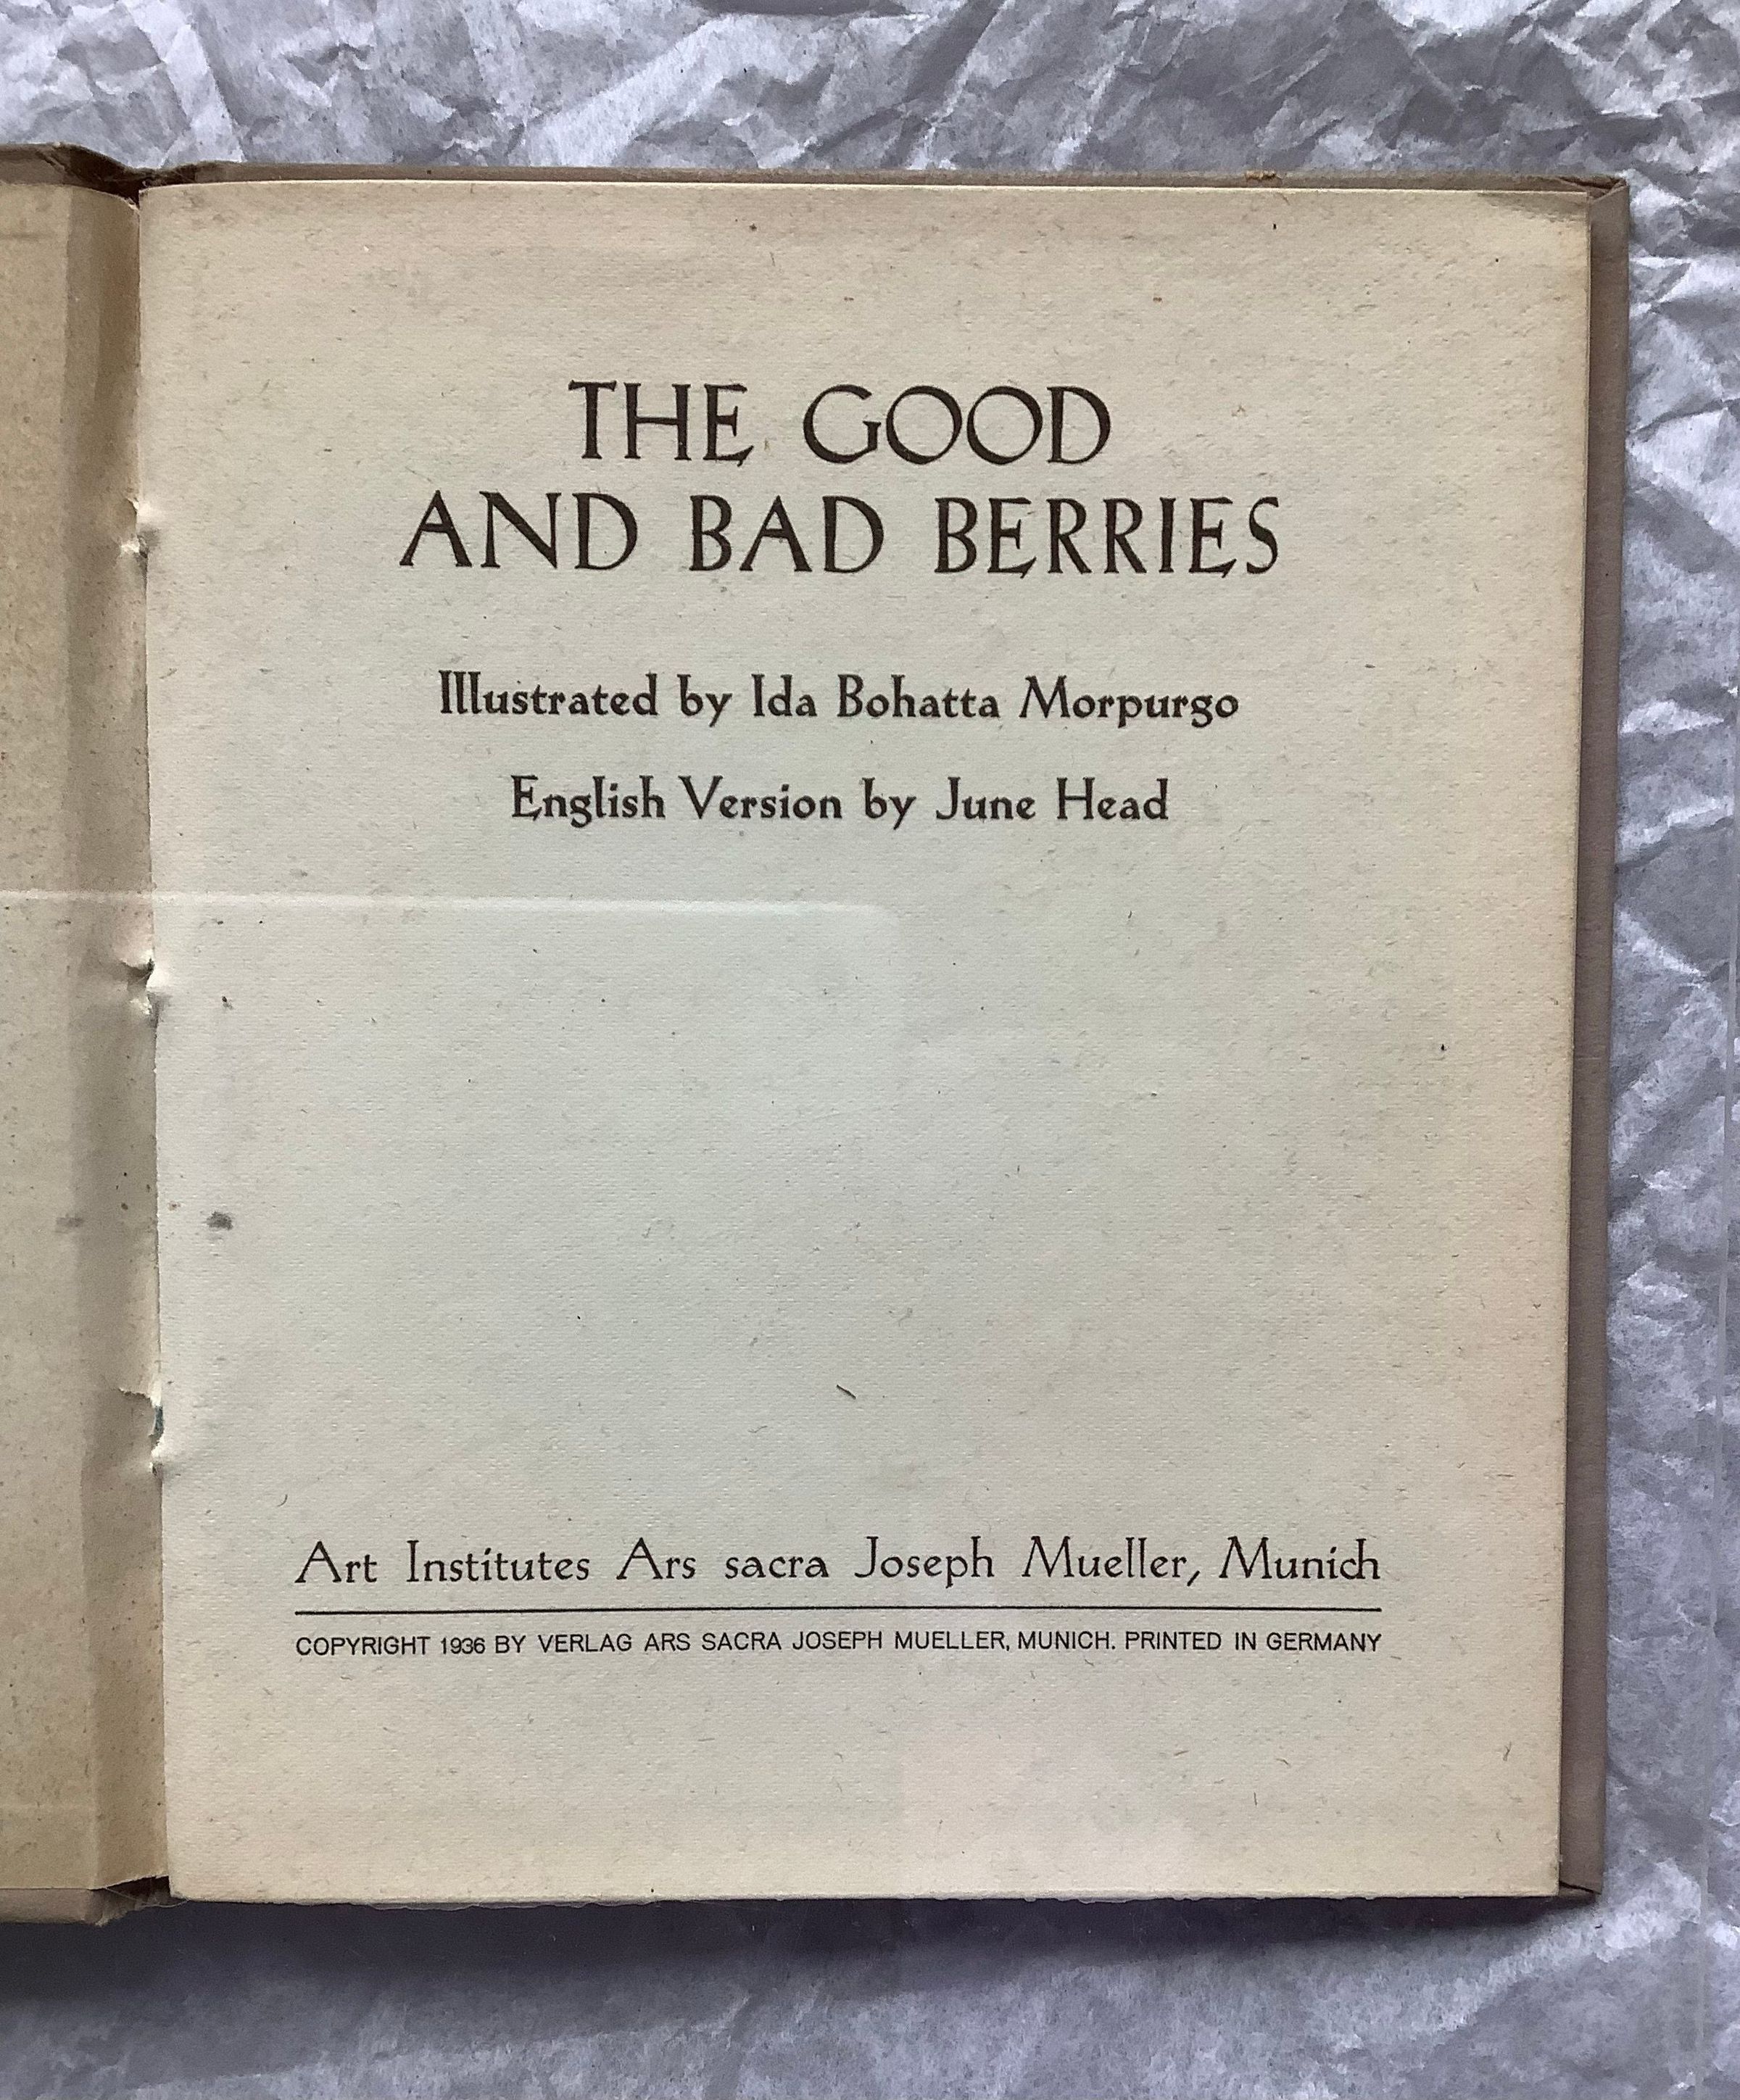 THE GOOD
AND BAD BERRIES
Illustrated by Ida Bohatta Morpurgo
English Version by June Head
Art Institutes Ars sacra Joseph Mueller, Munich
COPYRIGHT 1936 BY VERLAG ARS SACRA JOSEPH MUELLER, MUNICH. PRINTED IN GERMANY